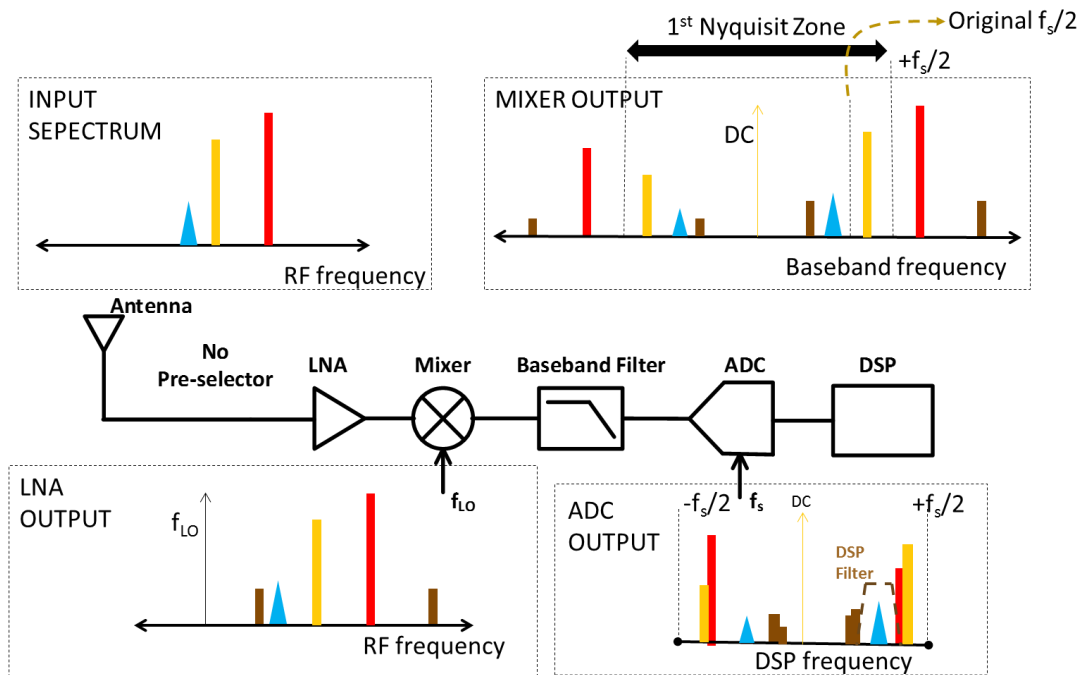 1st Nyquisit Zone
Original fs/2
+fs/2
INPUT
SEPECTRUM
RF frequency
MIXER OUTPUT
DC
Baseband frequency
Antenna
No
Pre-selector
LNA
Mixer
Baseband Filter
ADC
DSP
fLO
fs
LNA
OUTPUT
fLO
RF frequency
ADC
OUTPUT
-fs/2
DC
+fs/2
DSP
Filter
DSP frequency